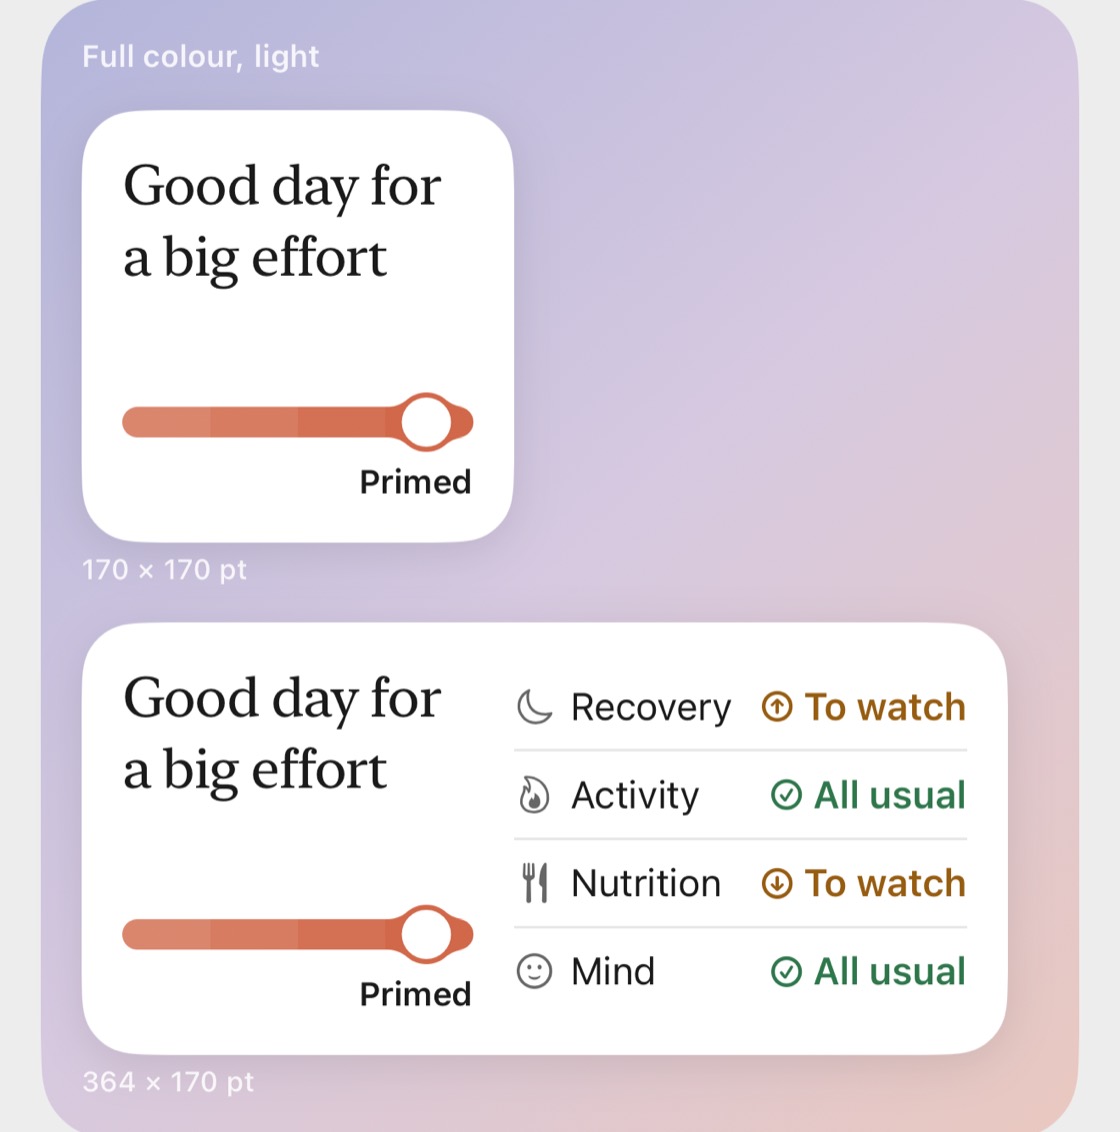 Full colour, light
Good day for
a big effort
Primed
170 × 170 pt
Good day for
a big effort
Primed
Recovery To watch
Activity All usual
Nutrition To watch
Mind All usual
364 × 170 pt